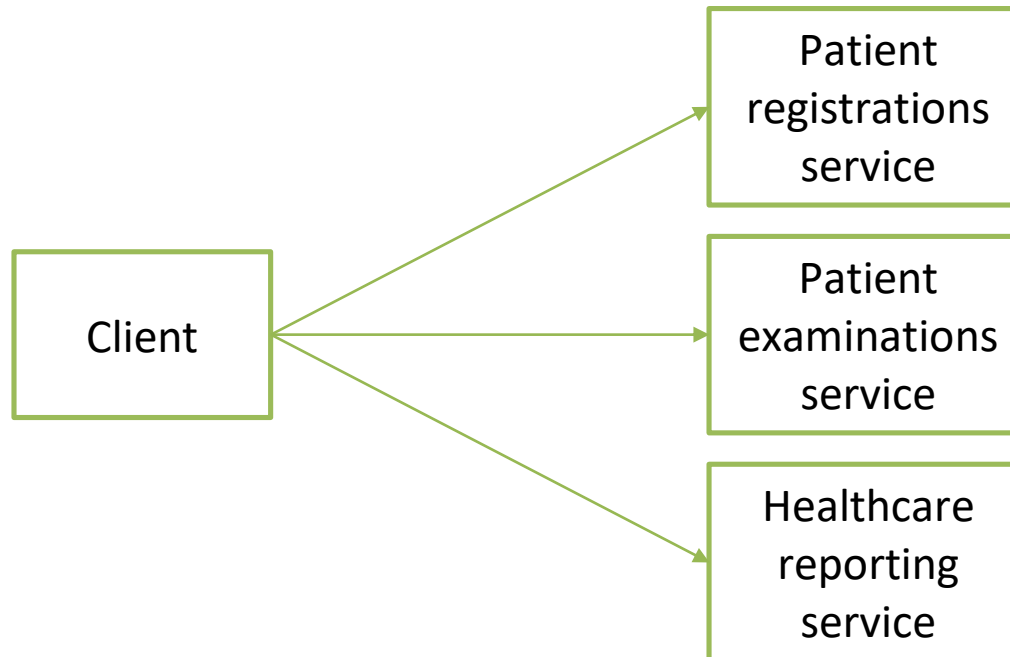 Patient
registrations
service
Client
Patient
examinations
service
Healthcare
reporting
service